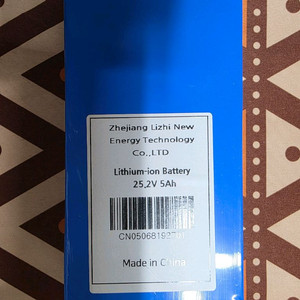 Zhejiang Lizhi New
Energy Technology
Co.,LTD
Lithium-ion Battery
25.2V 5Ah
Made in China